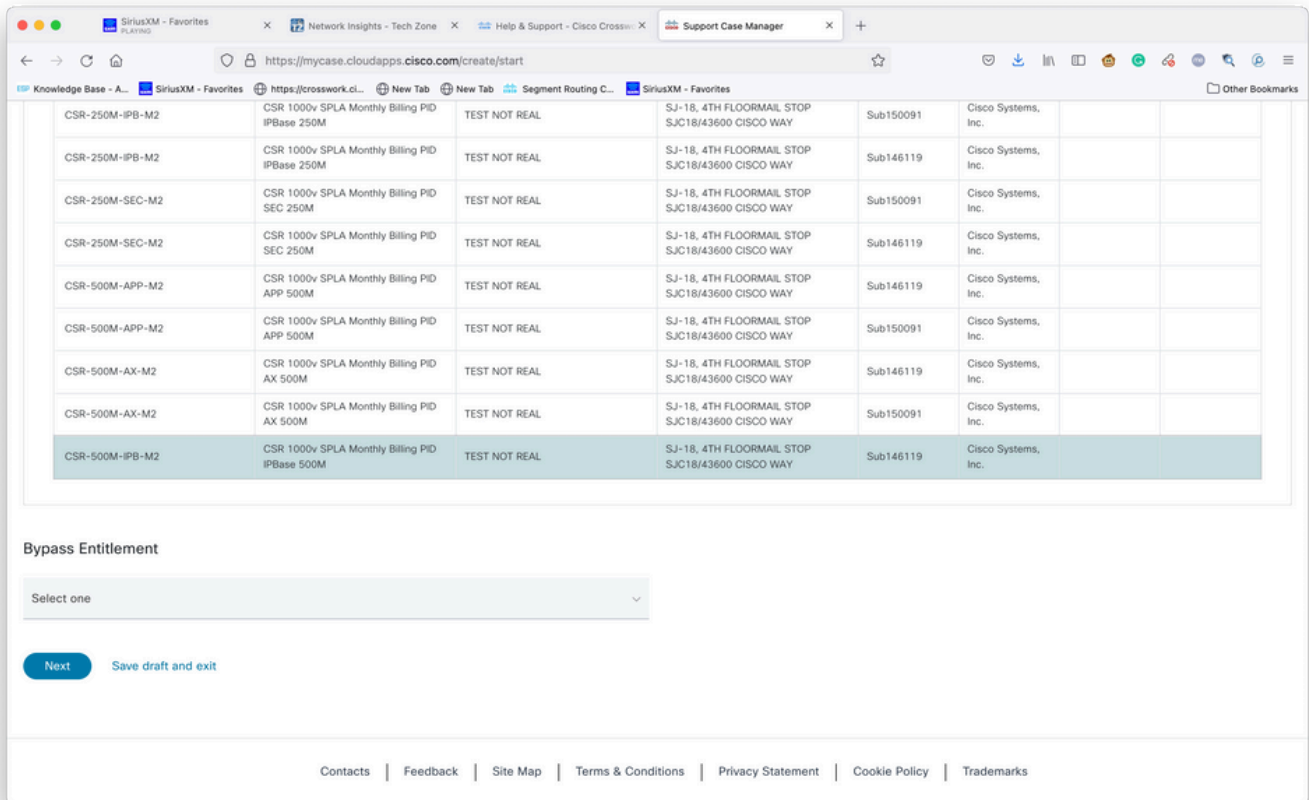 SiriusXM - Favorites
PLAYING
Network Insights - Tech Zone
Help & Support - Cisco Crosswo
Support Case Manager
https://mycase.cloudapps.cisco.com/create/start
Knowledge Base - A...
SiriusXM - Favorites
https://crosswork.ci...
New Tab
New Tab
Segment Routing C...
SiriusXM - Favorites
Other Bookmarks
CSR-250M-IPB-M2
CSR 1000v SPLA Monthly Billing PID
IPBase 250M
TEST NOT REAL
SJ-18, 4TH FLOORMAIL STOP
SJC18/43600 CISCO WAY
Sub150091
Cisco Systems,
Inc.
CSR-250M-IPB-M2
CSR 1000v SPLA Monthly Billing PID
IPBase 250M
TEST NOT REAL
SJ-18, 4TH FLOORMAIL STOP
SJC18/43600 CISCO WAY
Sub146119
Cisco Systems,
Inc.
CSR-250M-SEC-M2
CSR 1000v SPLA Monthly Billing PID
SEC 250M
TEST NOT REAL
SJ-18, 4TH FLOORMAIL STOP
SJC18/43600 CISCO WAY
Sub150091
Cisco Systems,
Inc.
CSR-250M-SEC-M2
CSR 1000v SPLA Monthly Billing PID
SEC 250M
TEST NOT REAL
SJ-18, 4TH FLOORMAIL STOP
SJC18/43600 CISCO WAY
Sub146119
Cisco Systems,
Inc.
CSR-500M-APP-M2
CSR 1000v SPLA Monthly Billing PID
APP 500M
TEST NOT REAL
SJ-18, 4TH FLOORMAIL STOP
SJC18/43600 CISCO WAY
Sub146119
Cisco Systems,
Inc.
CSR-500M-APP-M2
CSR 1000v SPLA Monthly Billing PID
APP 500M
TEST NOT REAL
SJ-18, 4TH FLOORMAIL STOP
SJC18/43600 CISCO WAY
Sub150091
Cisco Systems,
Inc.
CSR-500M-AX-M2
CSR 1000v SPLA Monthly Billing PID
AX 500M
TEST NOT REAL
SJ-18, 4TH FLOORMAIL STOP
SJC18/43600 CISCO WAY
Sub146119
Cisco Systems,
Inc.
CSR-500M-AX-M2
CSR 1000v SPLA Monthly Billing PID
AX 500M
TEST NOT REAL
SJ-18, 4TH FLOORMAIL STOP
SJC18/43600 CISCO WAY
Sub150091
Cisco Systems,
Inc.
CSR-500M-IPB-M2
CSR 1000v SPLA Monthly Billing PID
IPBase 500M
TEST NOT REAL
SJ-18, 4TH FLOORMAIL STOP
SJC18/43600 CISCO WAY
Sub146119
Cisco Systems,
Inc.
Bypass Entitlement
Select one
Next
Save draft and exit
Contacts
Feedback
Site Map
Terms & Conditions
Privacy Statement
Cookie Policy
Trademarks